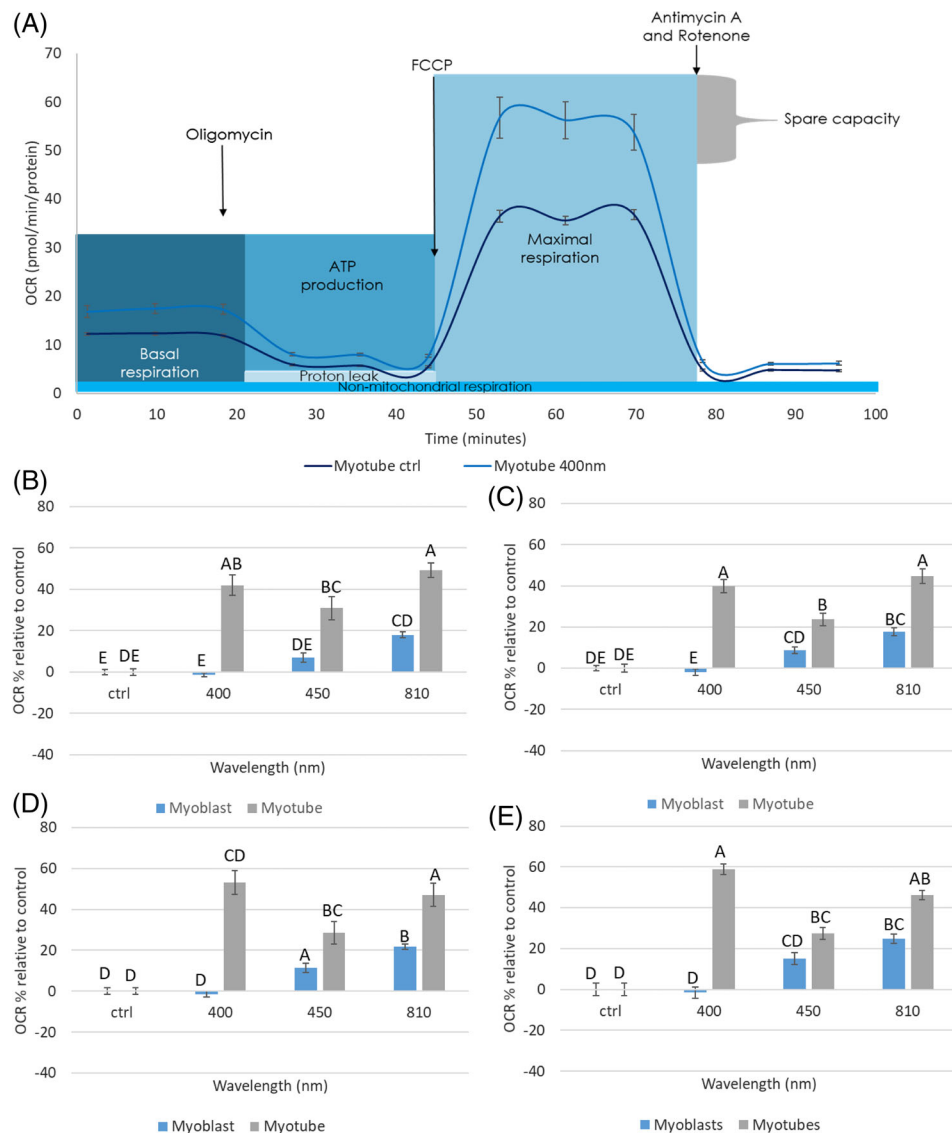 (A)
Antimycin A
and Rotenone
FCCP
Oligomycin
Spare capacity
70
60
50
40
30
20
10
0
OCR (pmol/min/protein)
ATP
production
Maximal
respiration
Basal
respiration
Proton leak
Non-mitochondrial respiration
0 10 20 30 40 50 60 70 80 90 100
Time (minutes)
Myotube ctrl Myotube 400nm
(B)
80
60
40
20
0
-20
-40
OCR % relative to control
E DE E AB DE BC CD A
ctrl 400 450 810
Wavelength (nm)
Myoblast Myotube
(C)
80
60
40
20
0
-20
-40
OCR % relative to control
DE DE E A CD B BC A
ctrl 400 450 810
Wavelength (nm)
Myoblast Myotube
(D)
80
60
40
20
0
-20
-40
OCR % relative to control
D D D CD A BC B A
ctrl 400 450 810
Wavelength (nm)
Myoblast Myotube
(E)
80
60
40
20
0
-20
-40
OCR % relative to control
D D D A CD BC BC AB
ctrl 400 450 810
Wavelength (nm)
Myoblasts Myotubes